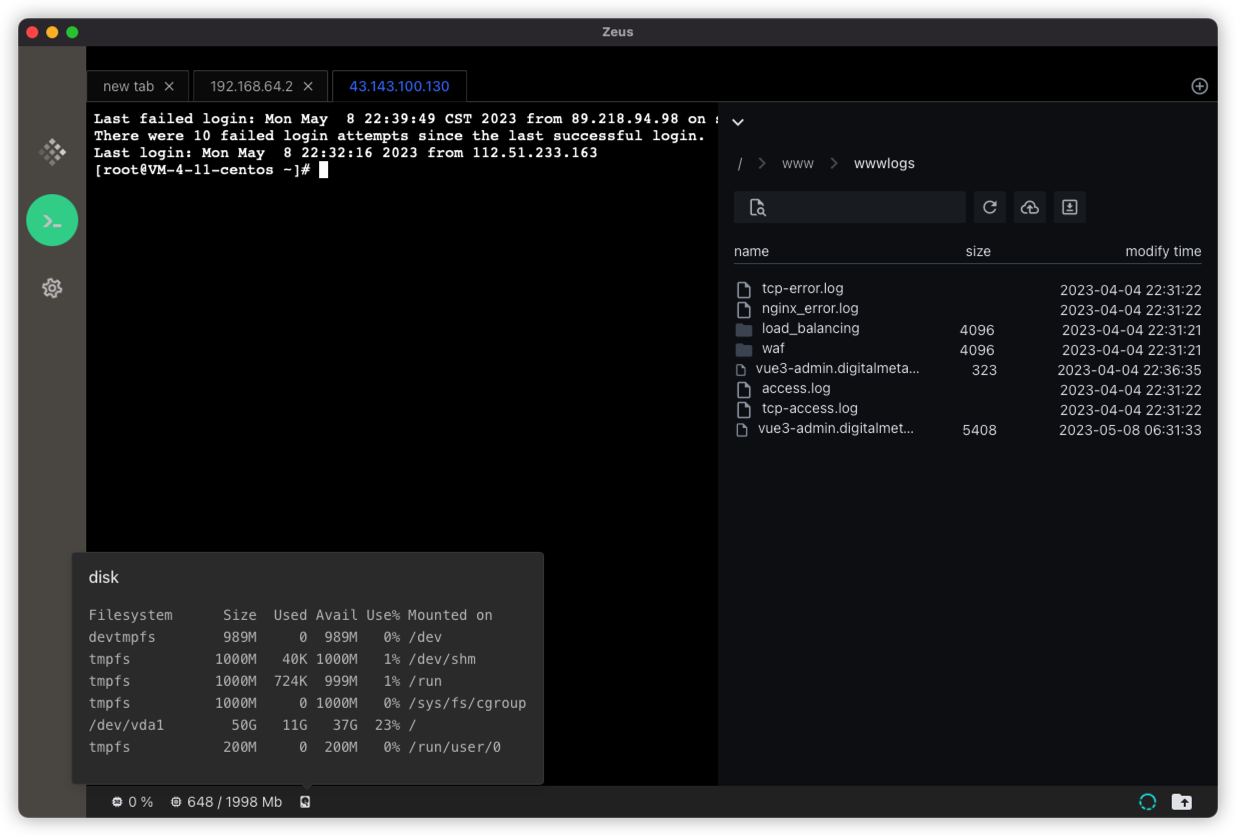 Zeus
new tab
192.168.64.2
43.143.100.130
Last failed login: Mon May  8 22:39:49 CST 2023 from 89.218.94.98 on
There were 10 failed login attempts since the last successful login.
Last login: Mon May  8 22:32:16 2023 from 112.51.233.163
[root@VM-4-11-centos ~]#
/ > www > wwwlogs
name size modify time
tcp-error.log 2023-04-04 22:31:22
nginx_error.log 2023-04-04 22:31:22
load_balancing 4096 2023-04-04 22:31:21
waf 4096 2023-04-04 22:31:21
vue3-admin.digitalmeta... 323 2023-04-04 22:36:35
access.log 2023-04-04 22:31:22
tcp-access.log 2023-04-04 22:31:22
vue3-admin.digitalmet... 5408 2023-05-08 06:31:33
disk
Filesystem Size Used Avail Use% Mounted on
devtmpfs 989M 0 989M 0% /dev
tmpfs 1000M 40K 1000M 1% /dev/shm
tmpfs 1000M 724K 999M 1% /run
tmpfs 1000M 0 1000M 0% /sys/fs/cgroup
/dev/vda1 50G 11G 37G 23% /
tmpfs 200M 0 200M 0% /run/user/0
0 % 648 / 1998 Mb